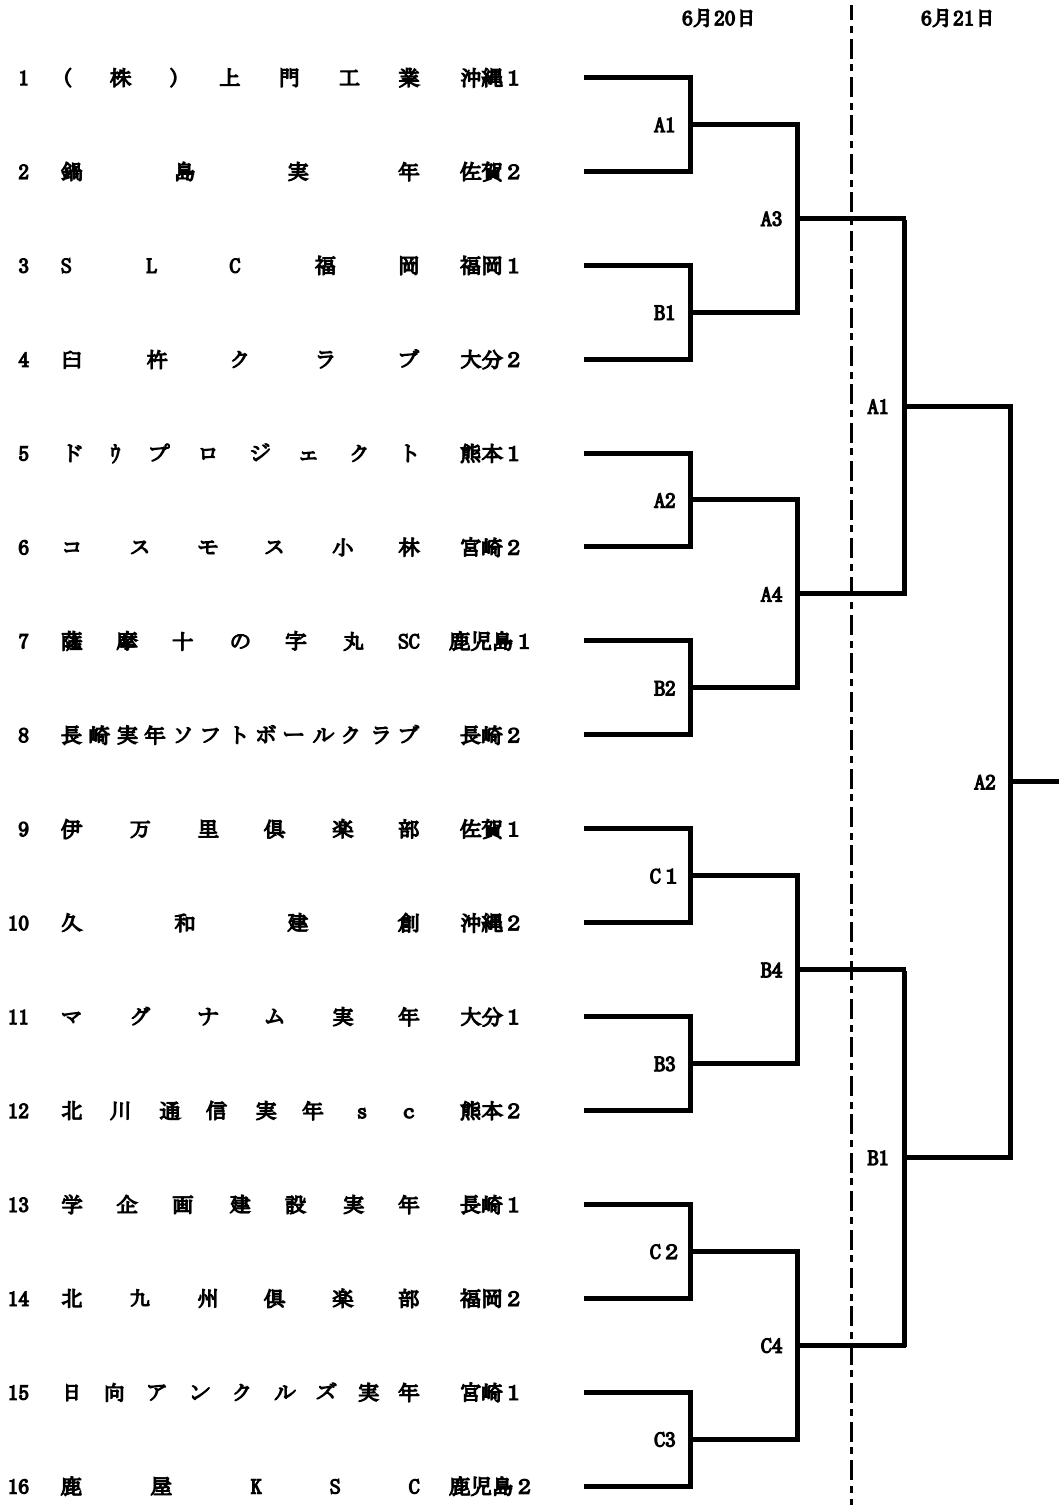 6月20日 6月21日
1 （株）上門工業 沖縄１
A1
2 鍋島実年 佐賀２
A3
3 ＳＬＣ福岡 福岡１
B1
4 臼杵クラブ 大分２
A1
5 ドゥプロジェクト 熊本１
A2
6 コスモス小林 宮崎２
A4
7 薩摩十の字丸SC 鹿児島１
B2
8 長崎実年ソフトボールクラブ 長崎２
A2
9 伊万里倶楽部 佐賀１
C１
10 久和建創 沖縄２
B4
11 マグナム実年 大分１
B3
12 北川通信実年ｓｃ 熊本２
B1
13 学企画建設実年 長崎１
C２
14 北九州倶楽部 福岡２
C4
15 日向アンクルズ実年 宮崎１
C3
16 鹿屋ＫＳＣ 鹿児島２